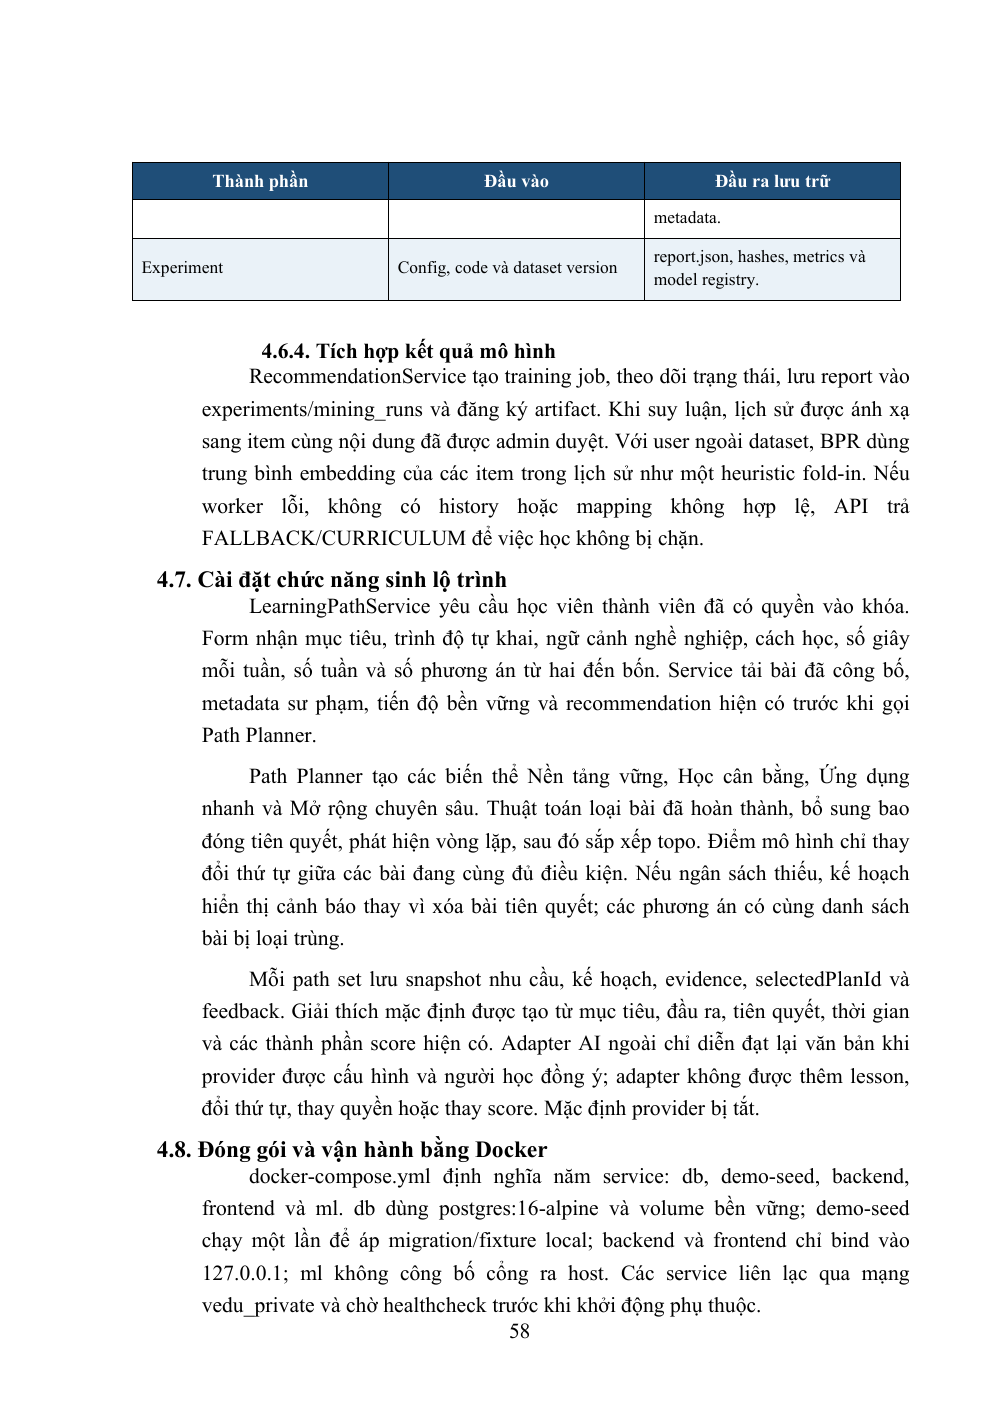 Thành phần	Đầu vào	Đầu ra lưu trữ
metadata.
Experiment	Config, code và dataset version	report.json, hashes, metrics và
model registry.
4.6.4. Tích hợp kết quả mô hình
RecommendationService tạo training job, theo dõi trạng thái, lưu report vào
experiments/mining_runs và đăng ký artifact. Khi suy luận, lịch sử được ánh xạ
sang item cùng nội dung đã được admin duyệt. Với user ngoài dataset, BPR dùng
trung bình embedding của các item trong lịch sử như một heuristic fold-in. Nếu
worker lỗi, không có history hoặc mapping không hợp lệ, API trả
FALLBACK/CURRICULUM để việc học không bị chặn.
4.7. Cài đặt chức năng sinh lộ trình
LearningPathService yêu cầu học viên thành viên đã có quyền vào khóa.
Form nhận mục tiêu, trình độ tự khai, ngữ cảnh nghề nghiệp, cách học, số giây
mỗi tuần, số tuần và số phương án từ hai đến bốn. Service tải bài đã công bố,
metadata sư phạm, tiến độ bền vững và recommendation hiện có trước khi gọi
Path Planner.
Path Planner tạo các biến thể Nền tảng vững, Học cân bằng, Ứng dụng
nhanh và Mở rộng chuyên sâu. Thuật toán loại bài đã hoàn thành, bổ sung bao
đóng tiên quyết, phát hiện vòng lặp, sau đó sắp xếp topo. Điểm mô hình chỉ thay
đổi thứ tự giữa các bài đang cùng đủ điều kiện. Nếu ngân sách thiếu, kế hoạch
hiển thị cảnh báo thay vì xóa bài tiên quyết; các phương án có cùng danh sách
bài bị loại trùng.
Mỗi path set lưu snapshot nhu cầu, kế hoạch, evidence, selectedPlanId và
feedback. Giải thích mặc định được tạo từ mục tiêu, đầu ra, tiên quyết, thời gian
và các thành phần score hiện có. Adapter AI ngoài chỉ diễn đạt lại văn bản khi
provider được cấu hình và người học đồng ý; adapter không được thêm lesson,
đổi thứ tự, thay quyền hoặc thay score. Mặc định provider bị tắt.
4.8. Đóng gói và vận hành bằng Docker
docker-compose.yml định nghĩa năm service: db, demo-seed, backend,
frontend và ml. db dùng postgres:16-alpine và volume bền vững; demo-seed
chạy một lần để áp migration/fixture local; backend và frontend chỉ bind vào
127.0.0.1; ml không công bố cổng ra host. Các service liên lạc qua mạng
vedu_private và chờ healthcheck trước khi khởi động phụ thuộc.
58